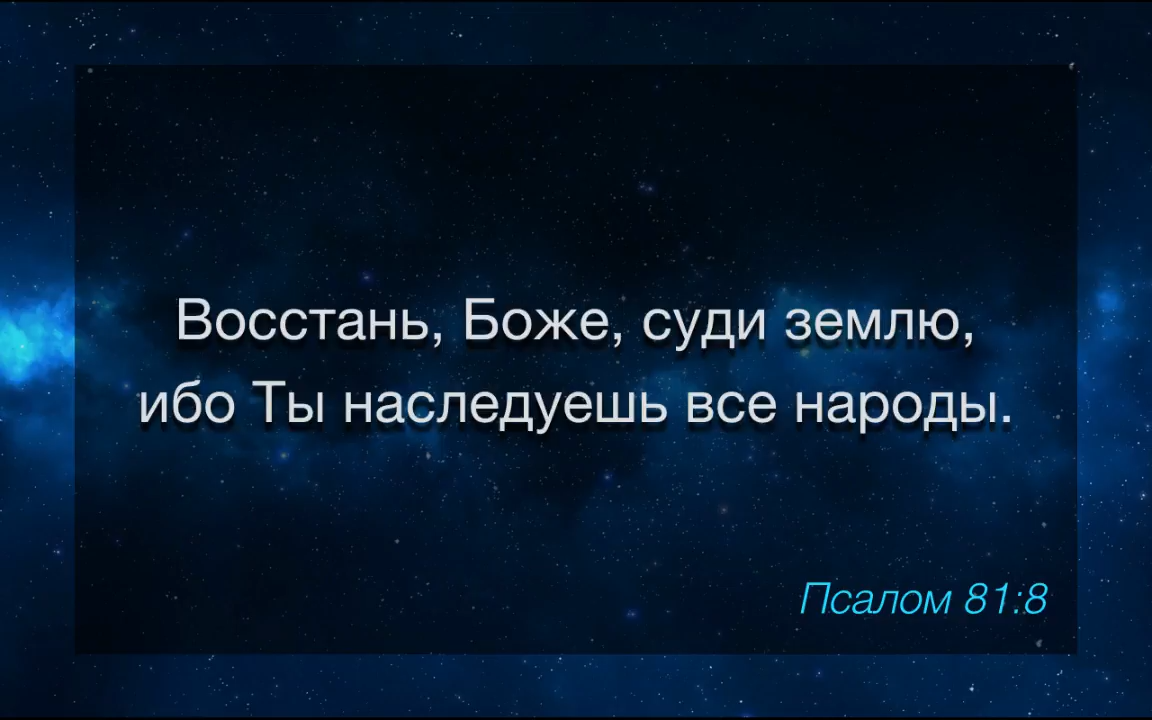 Восстань, Боже, суди землю,
ибо Ты наследуешь все народы.
Псалом 81:8